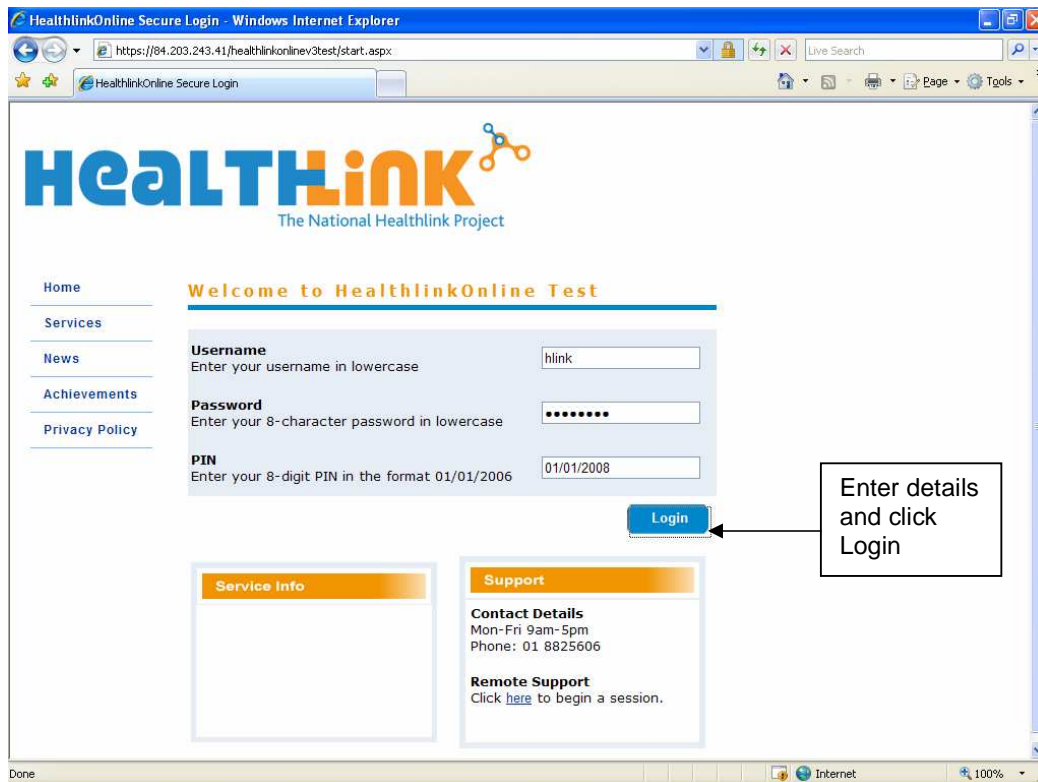 HealthlinkOnline Secure Login - Windows Internet Explorer
https://84.203.243.41/healthlinkonlinev3test/start.aspx
Live Search
HealthlinkOnline Secure Login
Page
Tools
HealthLink
The National Healthlink Project
Home
Services
News
Achievements
Privacy Policy
Welcome to HealthlinkOnline Test
Username
Enter your username in lowercase
hlink
Password
Enter your 8-character password in lowercase
••••••••
PIN
Enter your 8-digit PIN in the format 01/01/2006
01/01/2008
Login
Enter details
and click
Login
Service Info
Support
Contact Details
Mon-Fri 9am-5pm
Phone: 01 8825606
Remote Support
Click here to begin a session.
Done
Internet
100%